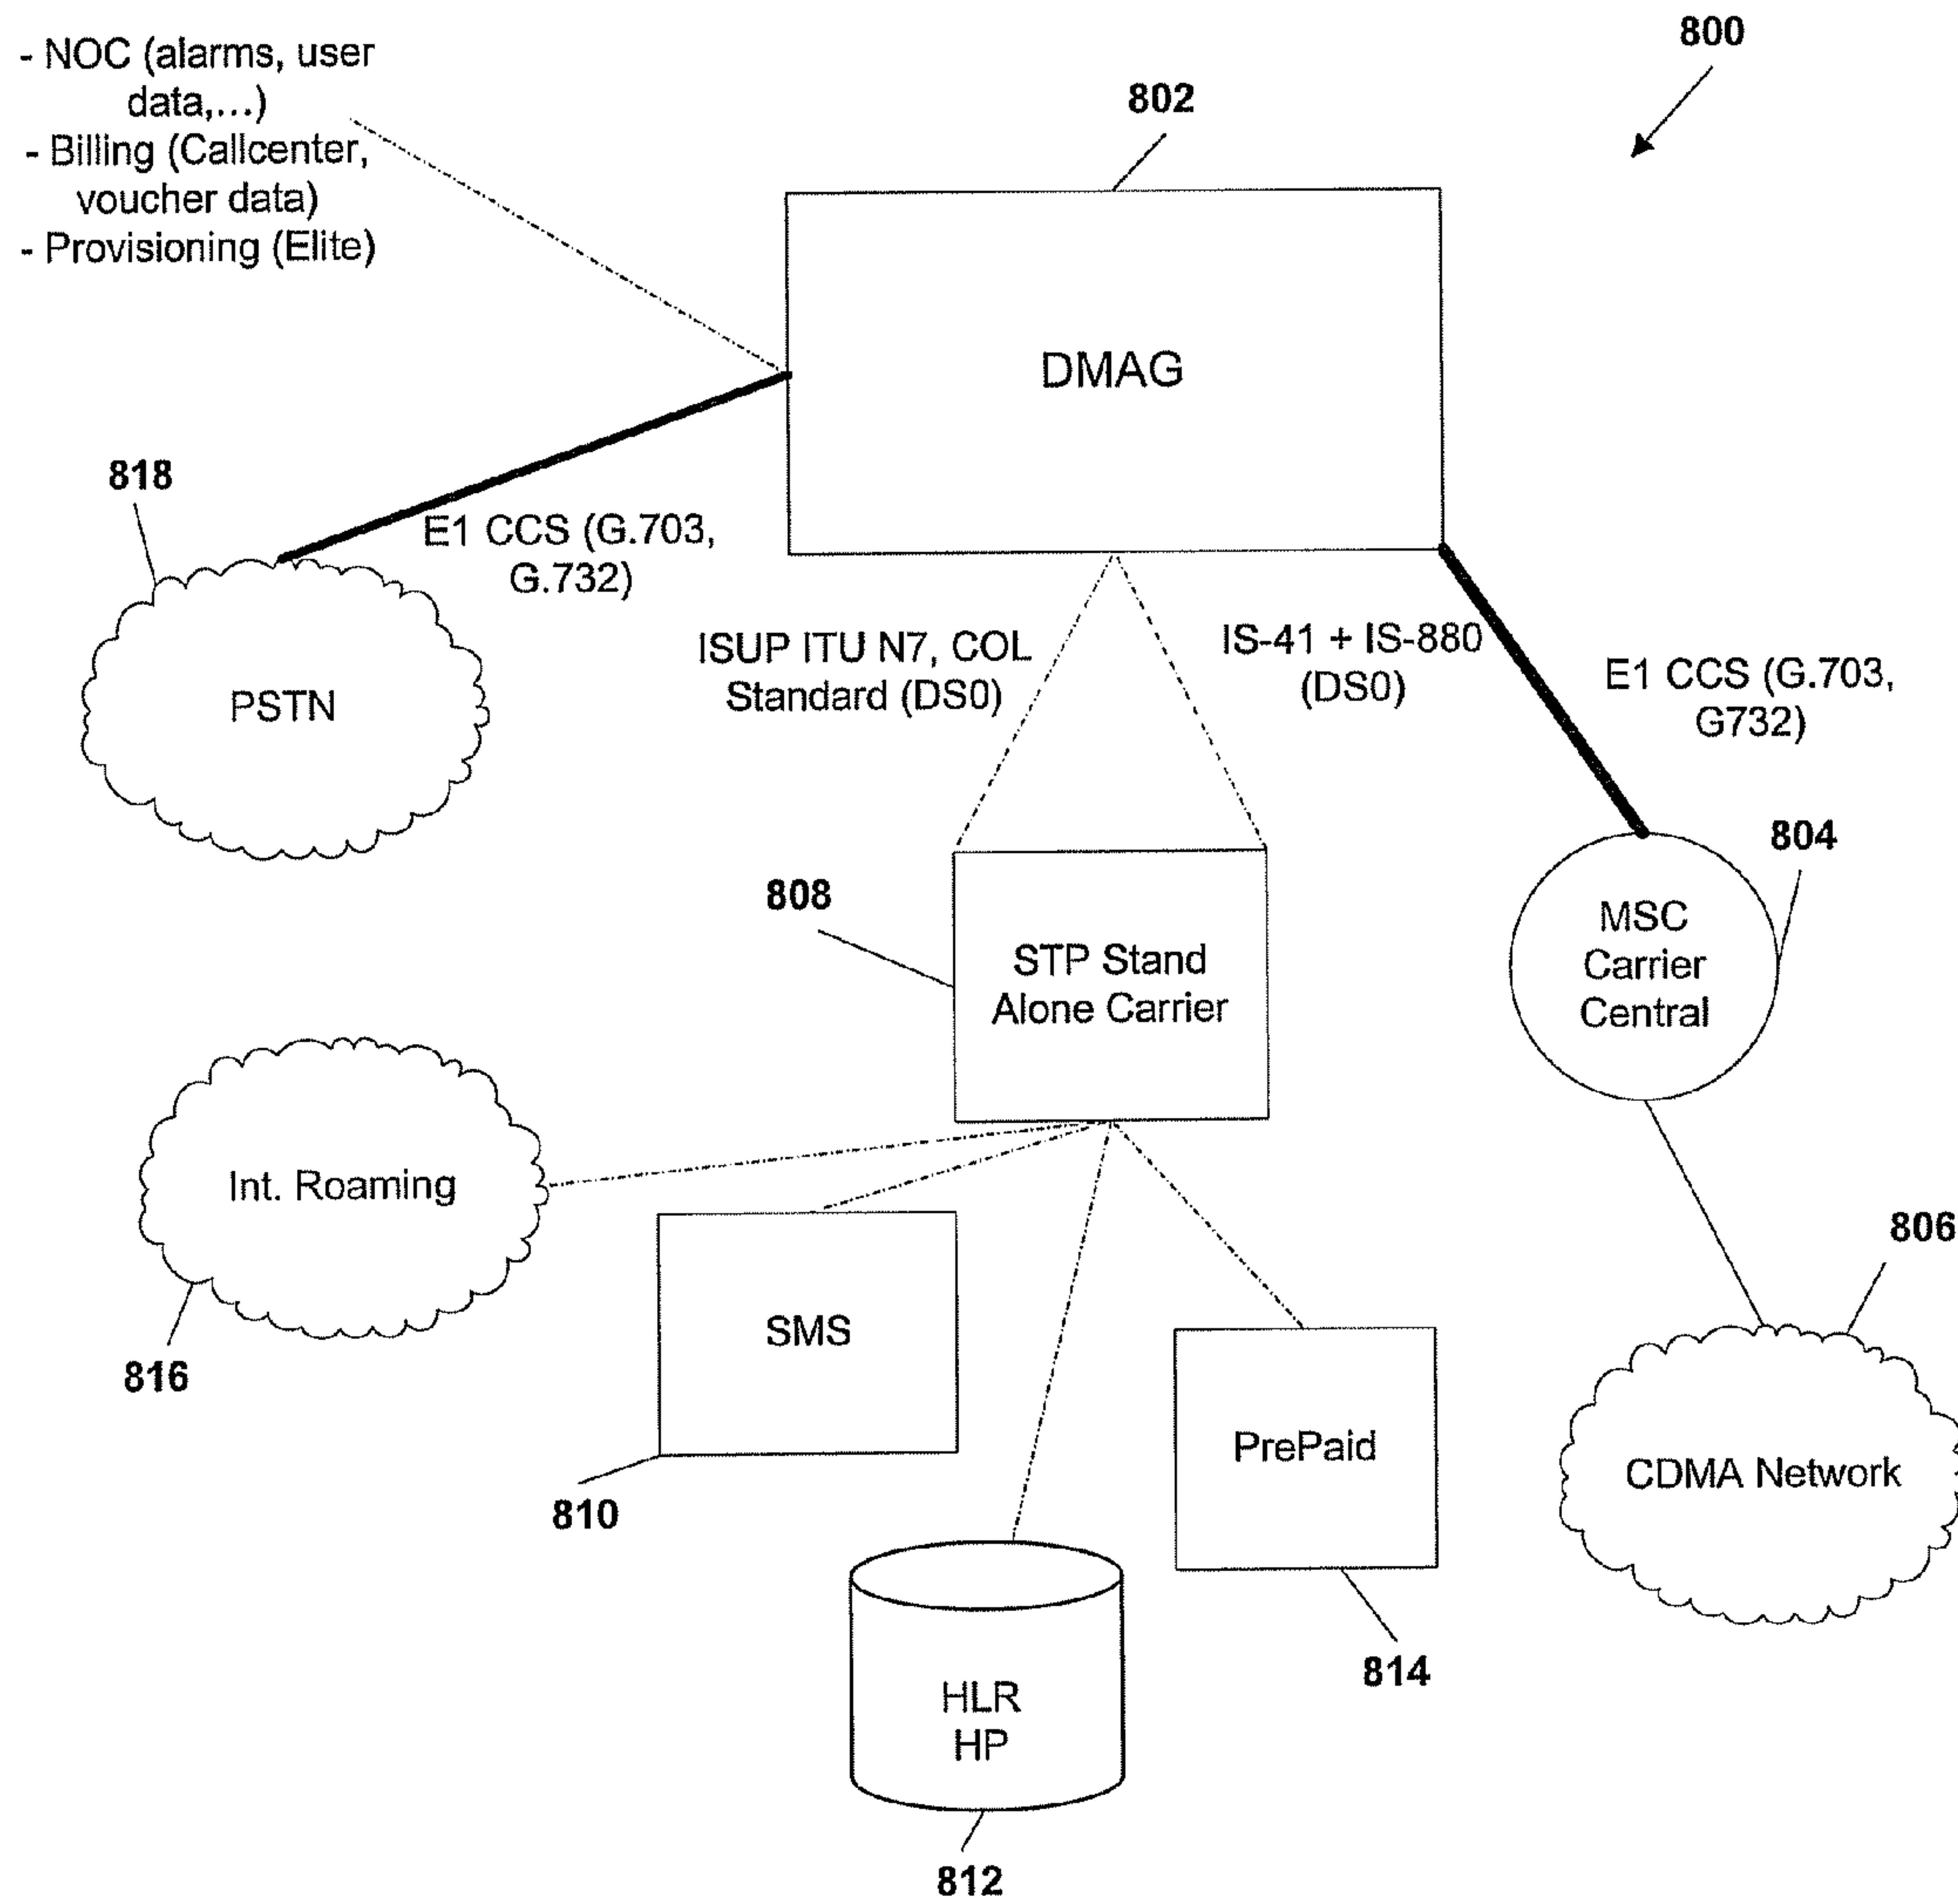 - NOC (alarms, user
data,...)
- Billing (Callcenter,
voucher data)
- Provisioning (Elite)
800
802
DMAG
818
E1 CCS (G.703,
G.732)
PSTN
ISUP ITU N7, COL
Standard (DS0)
IS-41 + IS-880
(DS0)
E1 CCS (G.703,
G732)
804
MSC
Carrier
Central
808
STP Stand
Alone Carrier
Int. Roaming
816
SMS
810
PrePaid
814
806
CDMA Network
HLR
HP
812